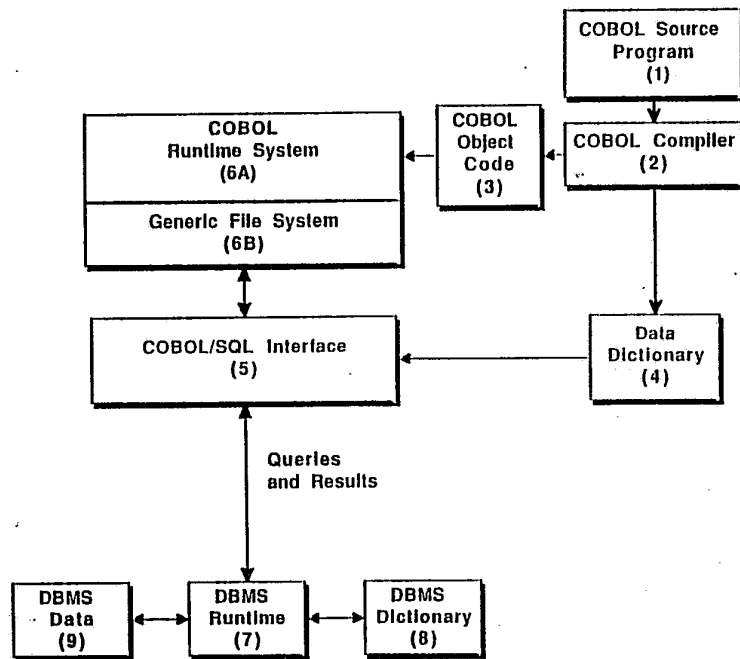 COBOL Source
Program
(1)
COBOL
Runtime System
(6A)
COBOL
Object
Code
(3)
COBOL Compiler
(2)
Generic File System
(6B)
COBOL/SQL Interface
(5)
Data
Dictionary
(4)
Queries
and Results
DBMS
Data
(9)
DBMS
Runtime
(7)
DBMS
Dictionary
(8)